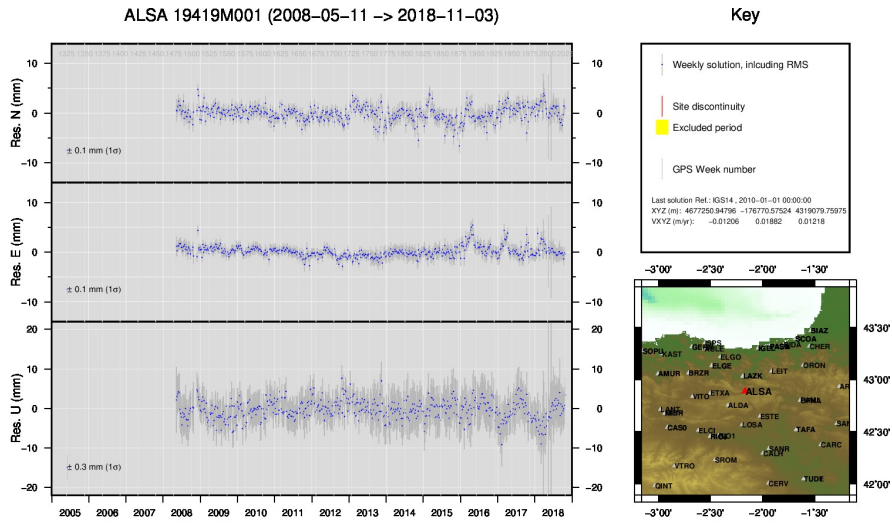 ALSA 19419M001 (2008−05−11 −> 2018−11−03)
Key
Res. N (mm)
10
0
−10
± 0.1 mm (1σ)
10
0
−10
Res. E (mm)
10
0
−10
± 0.1 mm (1σ)
10
0
−10
Res. U (mm)
20
10
0
−10
−20
± 0.3 mm (1σ)
20
10
0
−10
−20
2005 2006 2007 2008 2009 2010 2011 2012 2013 2014 2015 2016 2017 2018
Weekly solution, inlcuding RMS
Site discontinuity
Excluded period
GPS Week number
Last solution Ref.: IGS14 , 2010−01−01 00:00:00
XYZ (m): 4677250.94796 −176770.57524 4319079.75975
VXYZ (m/yr): −0.01206 0.01882 0.01218
−3°00' −2°30' −2°00' −1°30'
43°30'
43°00'
42°30'
42°00'
BIAZ
SCOA
CHER
SOPU
KAST
ELGO
ELGE
ORON
AMUR
BRZR
LAZK
LEIT
ALSA
VITO
ETXA
ALDA
ESTE
LOSA
TAFA
CAS0
ELCI
CARC
SANR
CALH
SROM
VTRO
QINT
CERV
TUDE
−3°00' −2°30' −2°00' −1°30'